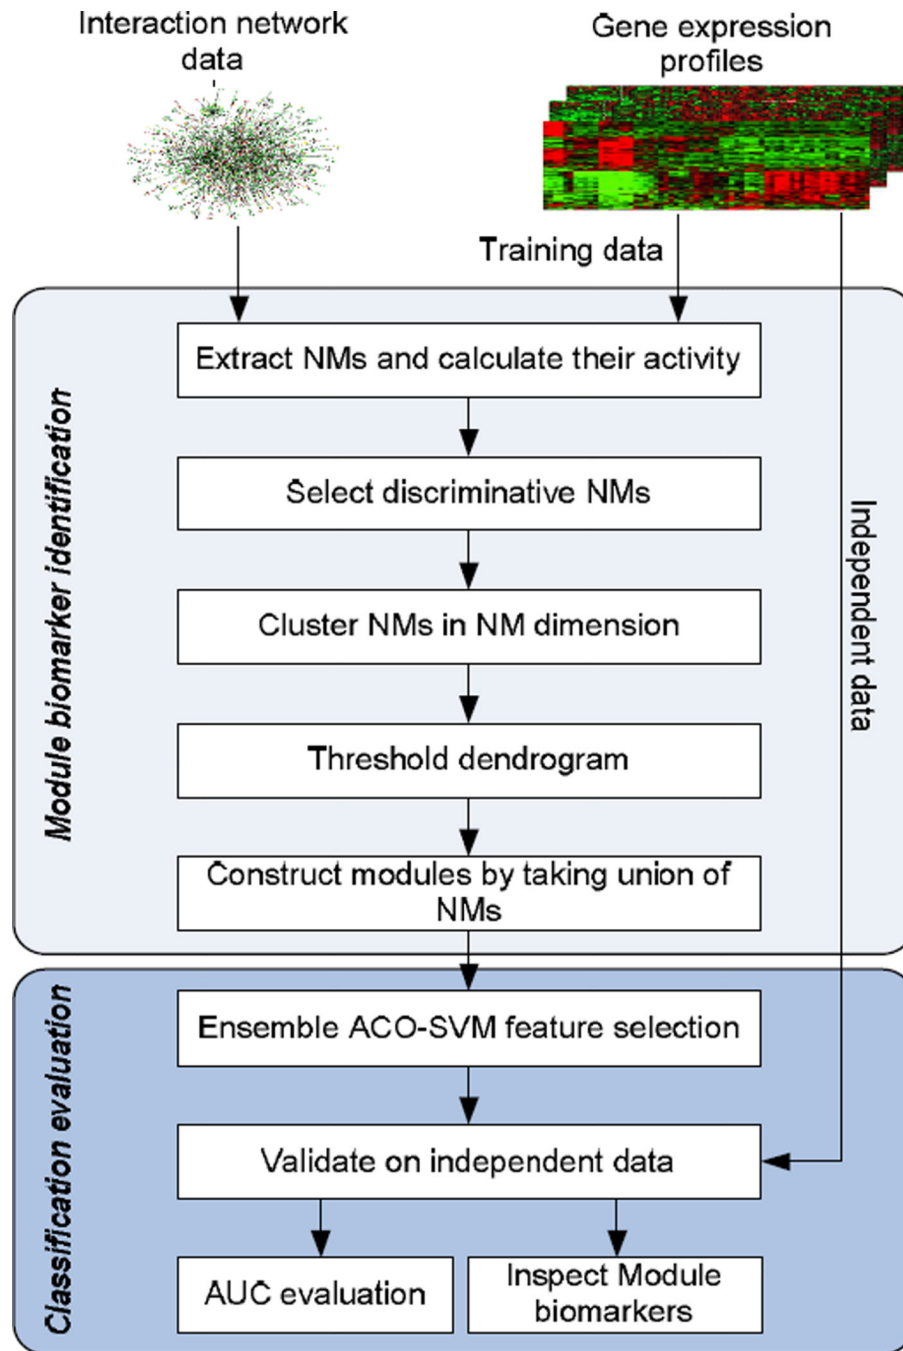 Interaction network
data
Gene expression
profiles
Training data
Module biomarker identification
Extract NMs and calculate their activity
Select discriminative NMs
Cluster NMs in NM dimension
Threshold dendrogram
Construct modules by taking union of
NMs
Independent data
Classification evaluation
Ensemble ACO-SVM feature selection
Validate on independent data
AUC evaluation
Inspect Module
biomarkers